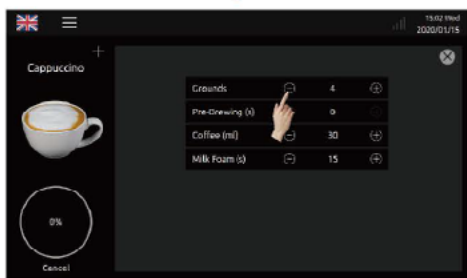 15:02 Wed
2020/01/15
Cappuccino
Grounds 4
Pre-Brewing (s) 0
Coffee (ml) 30
Milk Foam (s) 15
0%
Cancel